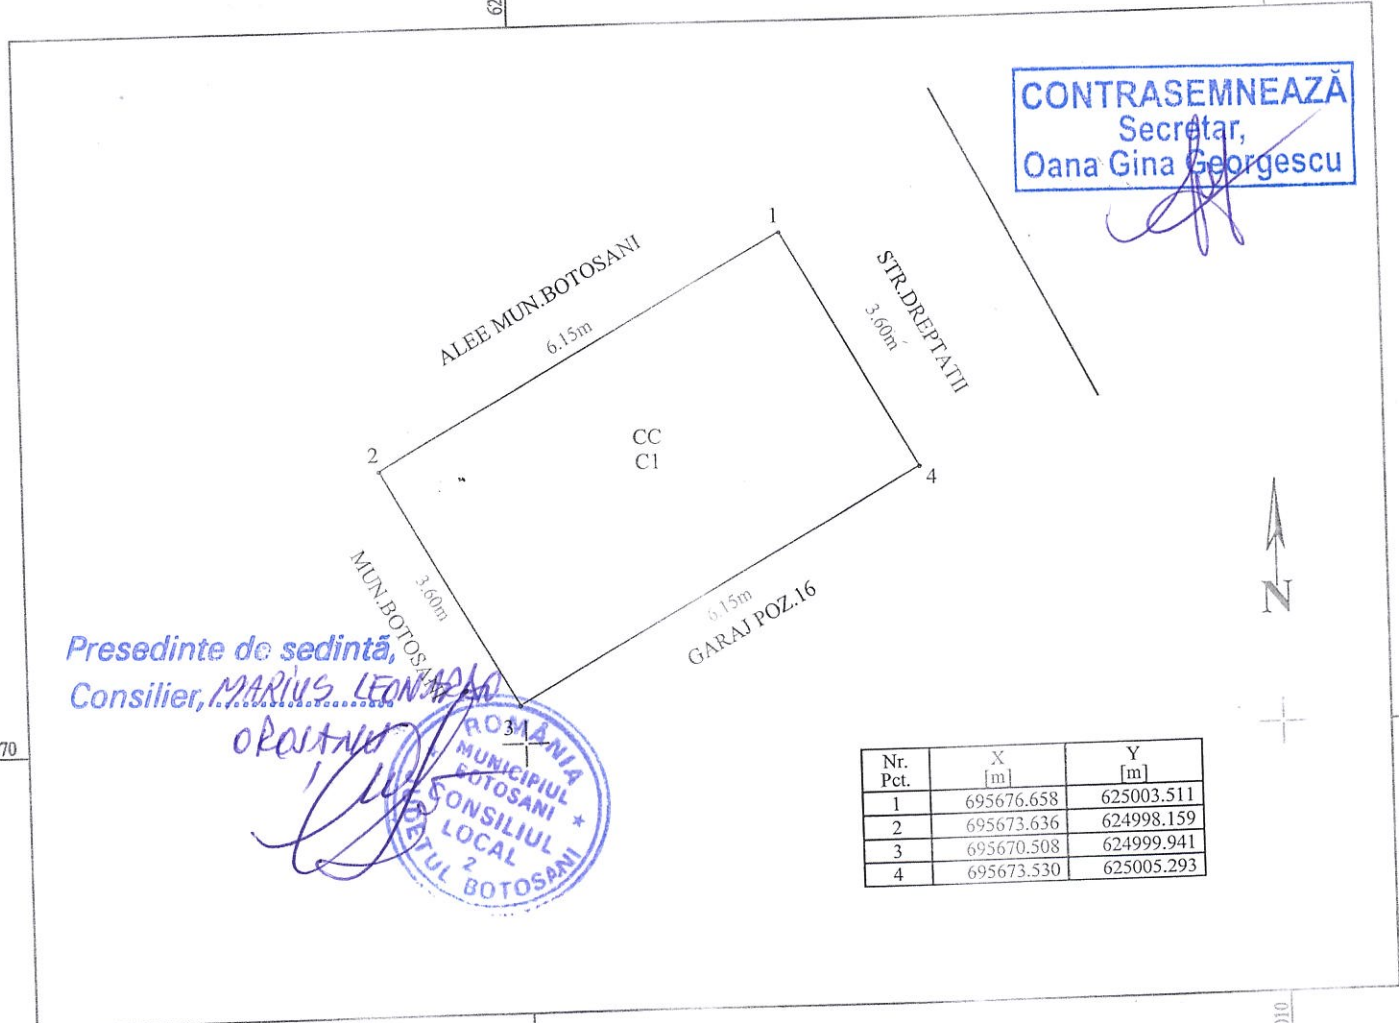 62
CONTRASEMNEAZĂ
Secretar,
Oana Gina Georgescu
1
ALEE MUN.BOTOSANI
6.15m
STR.DREPTATII
3.60m
CC
C1
2
4
MUN.BOTOSANI
3.60m
6.15m
GARAJ POZ.16
N
Presedinte de sedintă,
Consilier, MARIUS LEONARD
OROSANU
3
ROMÂNIA
MUNICIPIUL
BOTOSANI
CONSILIUL
LOCAL
2
JUDETUL BOTOSANI
70
Nr. Pct. X [m] Y [m]
1 695676.658 625003.511
2 695673.636 624998.159
3 695670.508 624999.941
4 695673.530 625005.293